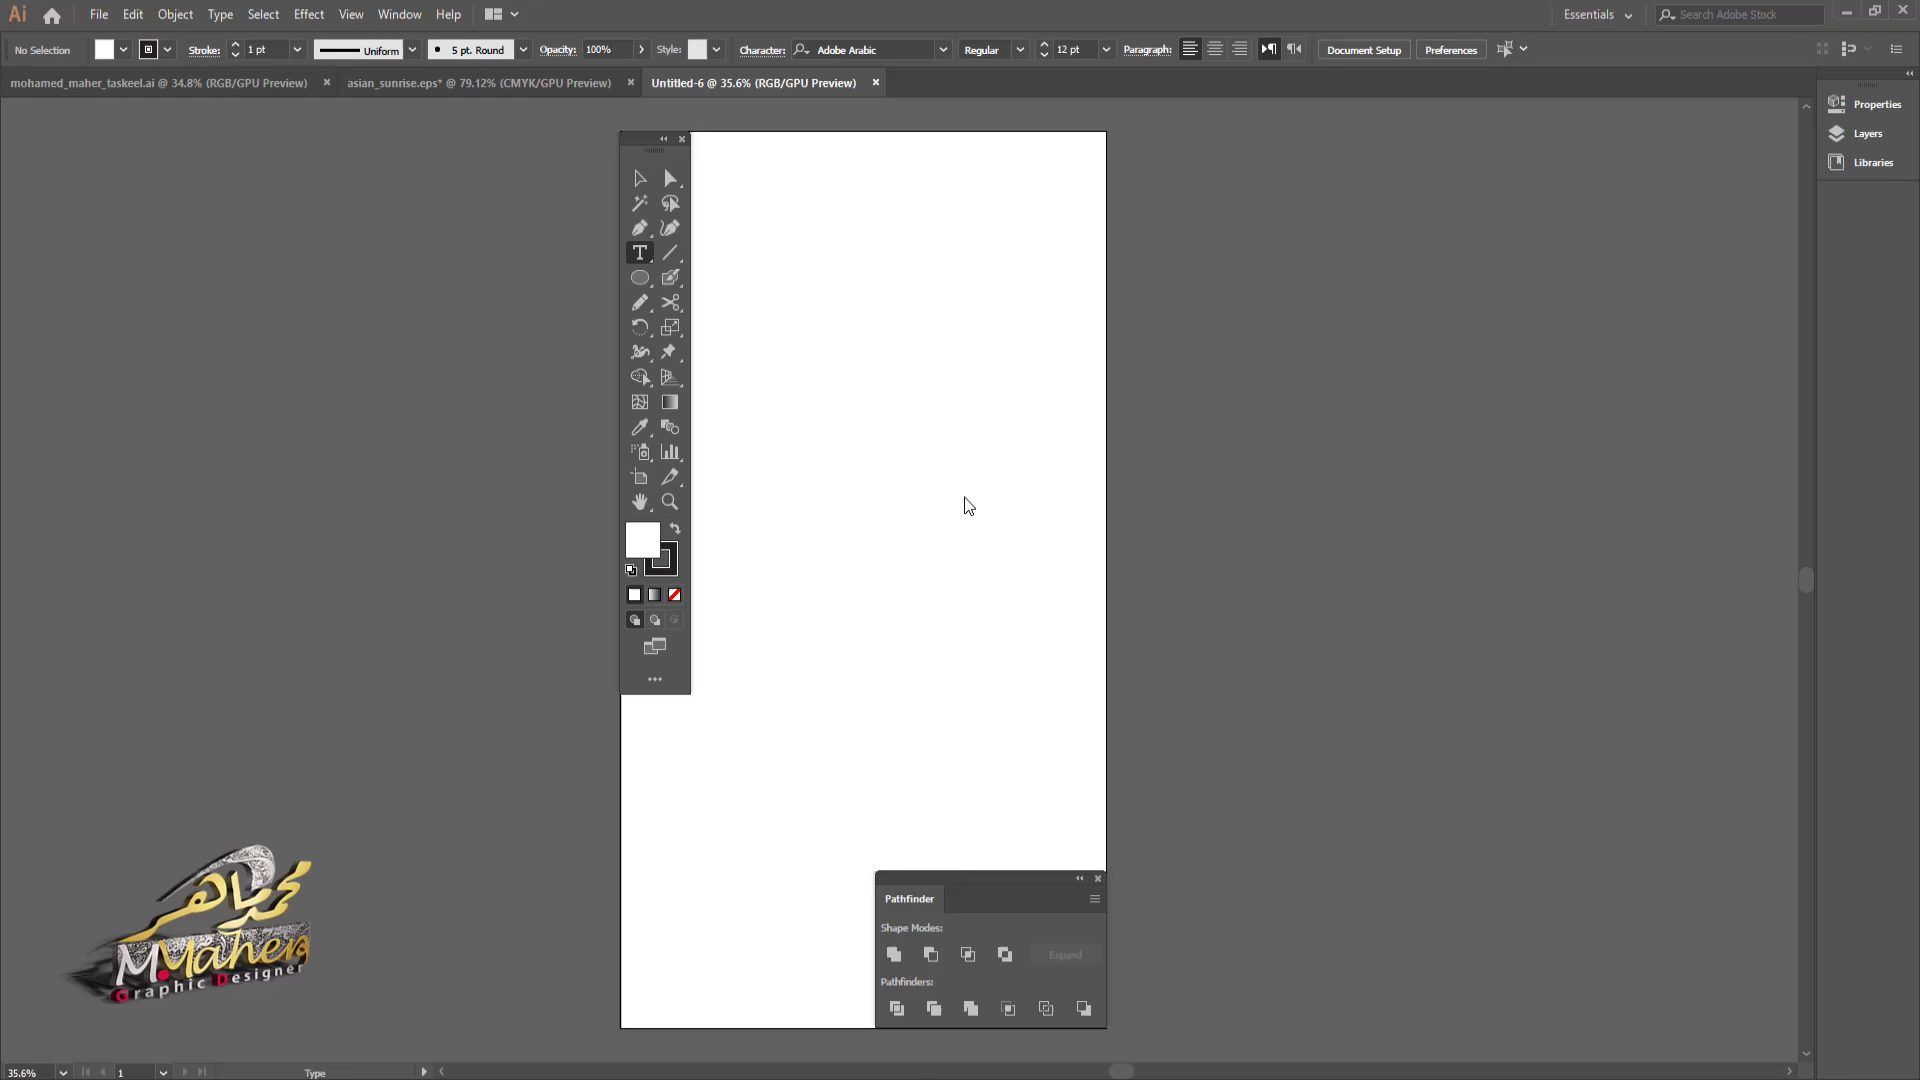 Ai File Edit Object Type Select Effect View Window Help Essentials Search Adobe Stock
No Selection Stroke: 1 pt Uniform 5 pt. Round Opacity: 100% Style: Character: Adobe Arabic Regular 12 pt Paragraph: Document Setup Preferences
mohamed_maher_taskeel.ai @ 34.8% (RGB/GPU Preview) asian_sunrise.eps* @ 79.12% (CMYK/GPU Preview) Untitled-6 @ 35.6% (RGB/GPU Preview)
Properties
Layers
Libraries
Pathfinder
Shape Modes:
Expand
Pathfinders:
محمد ماهر
M.Maher
Graphic Designer
35.6% 1 Type